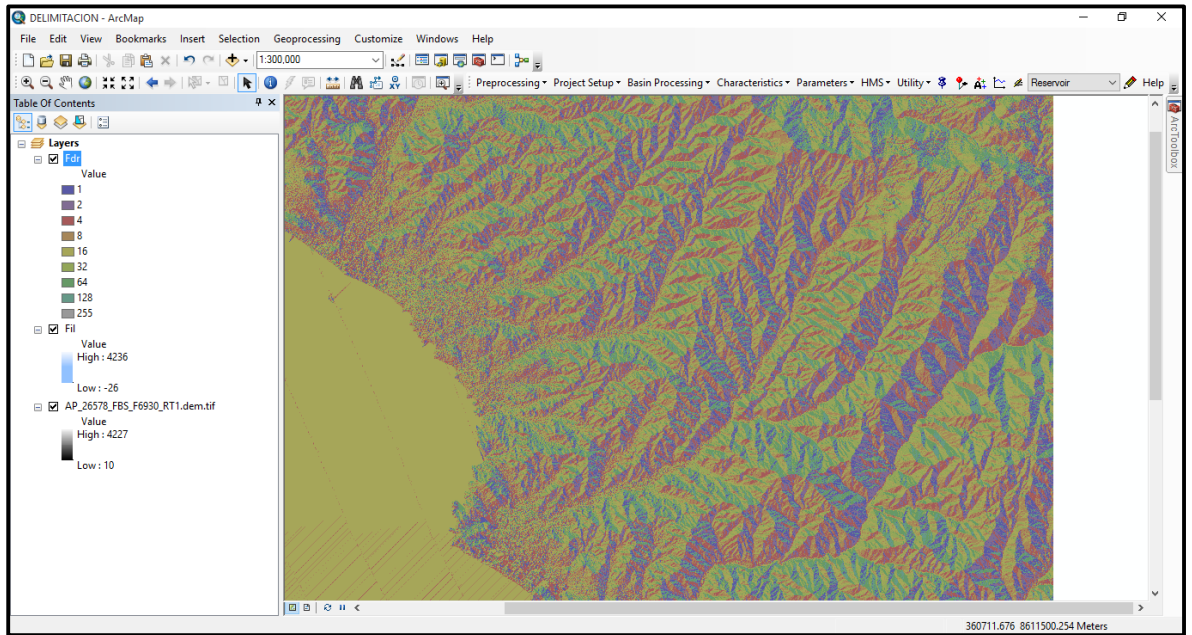 DELIMITACION - ArcMap
File Edit View Bookmarks Insert Selection Geoprocessing Customize Windows Help
1:300,000
Preprocessing Project Setup Basin Processing Characteristics Parameters HMS Utility Reservoir Help
Table Of Contents
ArcToolbox
Layers
Fdr
Value
1
2
4
8
16
32
64
128
255
Fil
Value
High : 4236
Low : -26
AP_26578_FBS_F6930_RT1.dem.tif
Value
High : 4227
Low : 10
360711.676 8611500.254 Meters